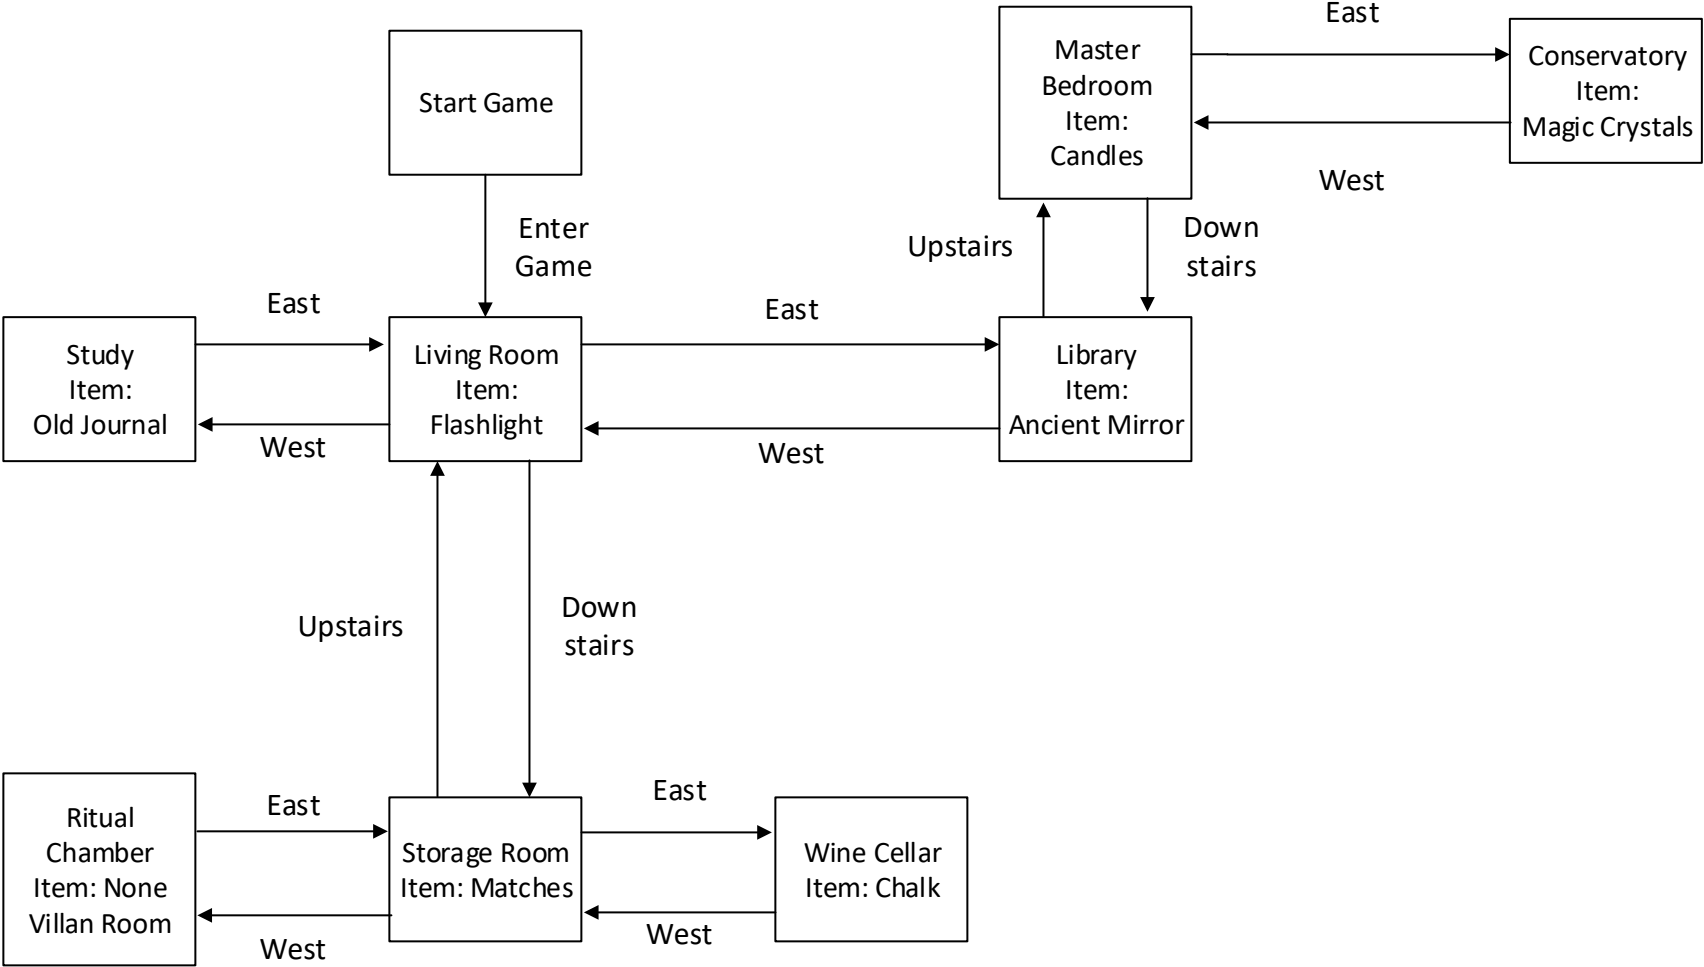 East
Master
Bedroom
Item:
Candles
Conservatory
Item:
Magic Crystals
Start Game
West
Enter
Game
Upstairs
Down
stairs
East
East
Study
Item:
Old Journal
Living Room
Item:
Flashlight
Library
Item:
Ancient Mirror
West
West
Upstairs
Down
stairs
East
East
Ritual
Chamber
Item: None
Villan Room
Storage Room
Item: Matches
Wine Cellar
Item: Chalk
West
West